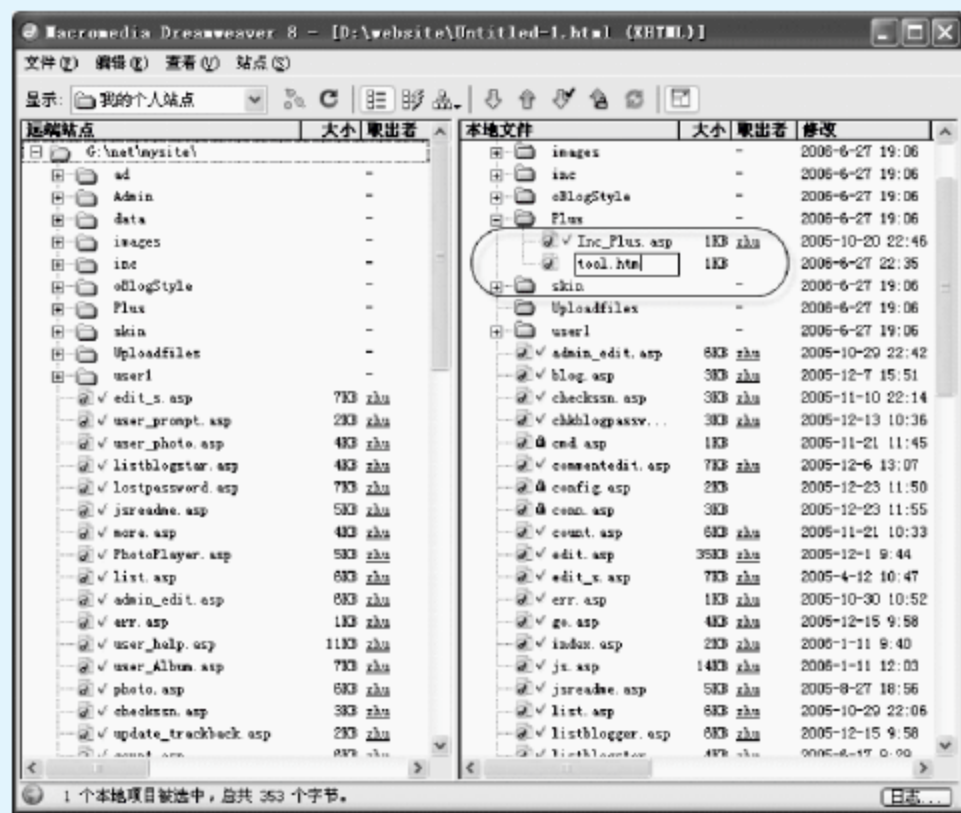 Macromedia Dreamweaver 8 - [D:\website\Untitled-1.html (XHTML)]
文件(F) 编辑(E) 查看(V) 站点(S)
显示: 我的个人站点
远端站点 大小 取出者
G:\net\mysite\
ad -
Admin -
data -
images -
inc -
oBlogStyle -
Plus -
skin -
Uploadfiles -
user1 -
edit_s.asp 7KB zhu
user_prompt.asp 2KB zhu
user_photo.asp 4KB zhu
listblogstar.asp 4KB zhu
lostpassword.asp 7KB zhu
jsreadme.asp 5KB zhu
more.asp 4KB zhu
PhotoPlayer.asp 5KB zhu
list.asp 6KB zhu
admin_edit.asp 6KB zhu
err.asp 1KB zhu
user_help.asp 11KB zhu
user_Album.asp 7KB zhu
photo.asp 6KB zhu
checkssn.asp 3KB zhu
update_trackback.asp 2KB zhu
count.asp 6KB zhu
本地文件 大小 取出者 修改
images - 2006-6-27 19:06
inc - 2006-6-27 19:06
oBlogStyle - 2006-6-27 19:06
Plus - 2006-6-27 19:06
Inc_Plus.asp 1KB zhu 2005-10-20 22:46
tool.htm 1KB 2006-6-27 22:35
skin - 2006-6-27 19:06
Uploadfiles - 2006-6-27 19:06
user1 - 2006-6-27 19:06
admin_edit.asp 6KB zhu 2005-10-29 22:42
blog.asp 3KB zhu 2005-12-7 15:51
checkssn.asp 3KB zhu 2005-11-10 22:14
chkblogpassw... 3KB zhu 2005-12-13 10:36
cmd.asp 1KB 2005-11-21 11:45
commentedit.asp 7KB zhu 2005-12-6 13:07
config.asp 2KB 2005-12-23 11:50
conn.asp 3KB 2005-12-23 11:55
count.asp 6KB zhu 2005-11-21 10:33
edit.asp 35KB zhu 2005-12-1 9:44
edit_s.asp 7KB zhu 2005-4-12 10:47
err.asp 1KB zhu 2005-10-30 10:52
go.asp 4KB zhu 2005-12-15 9:58
index.asp 2KB zhu 2006-1-11 9:40
js.asp 14KB zhu 2006-1-11 12:03
jsreadme.asp 5KB zhu 2005-8-27 18:56
list.asp 6KB zhu 2005-10-29 22:06
listblogger.asp 6KB zhu 2005-12-15 9:58
4KB zhu 2005-6-17 9:29
1 个本地项目被选中，总共 353 个字节。
日志...